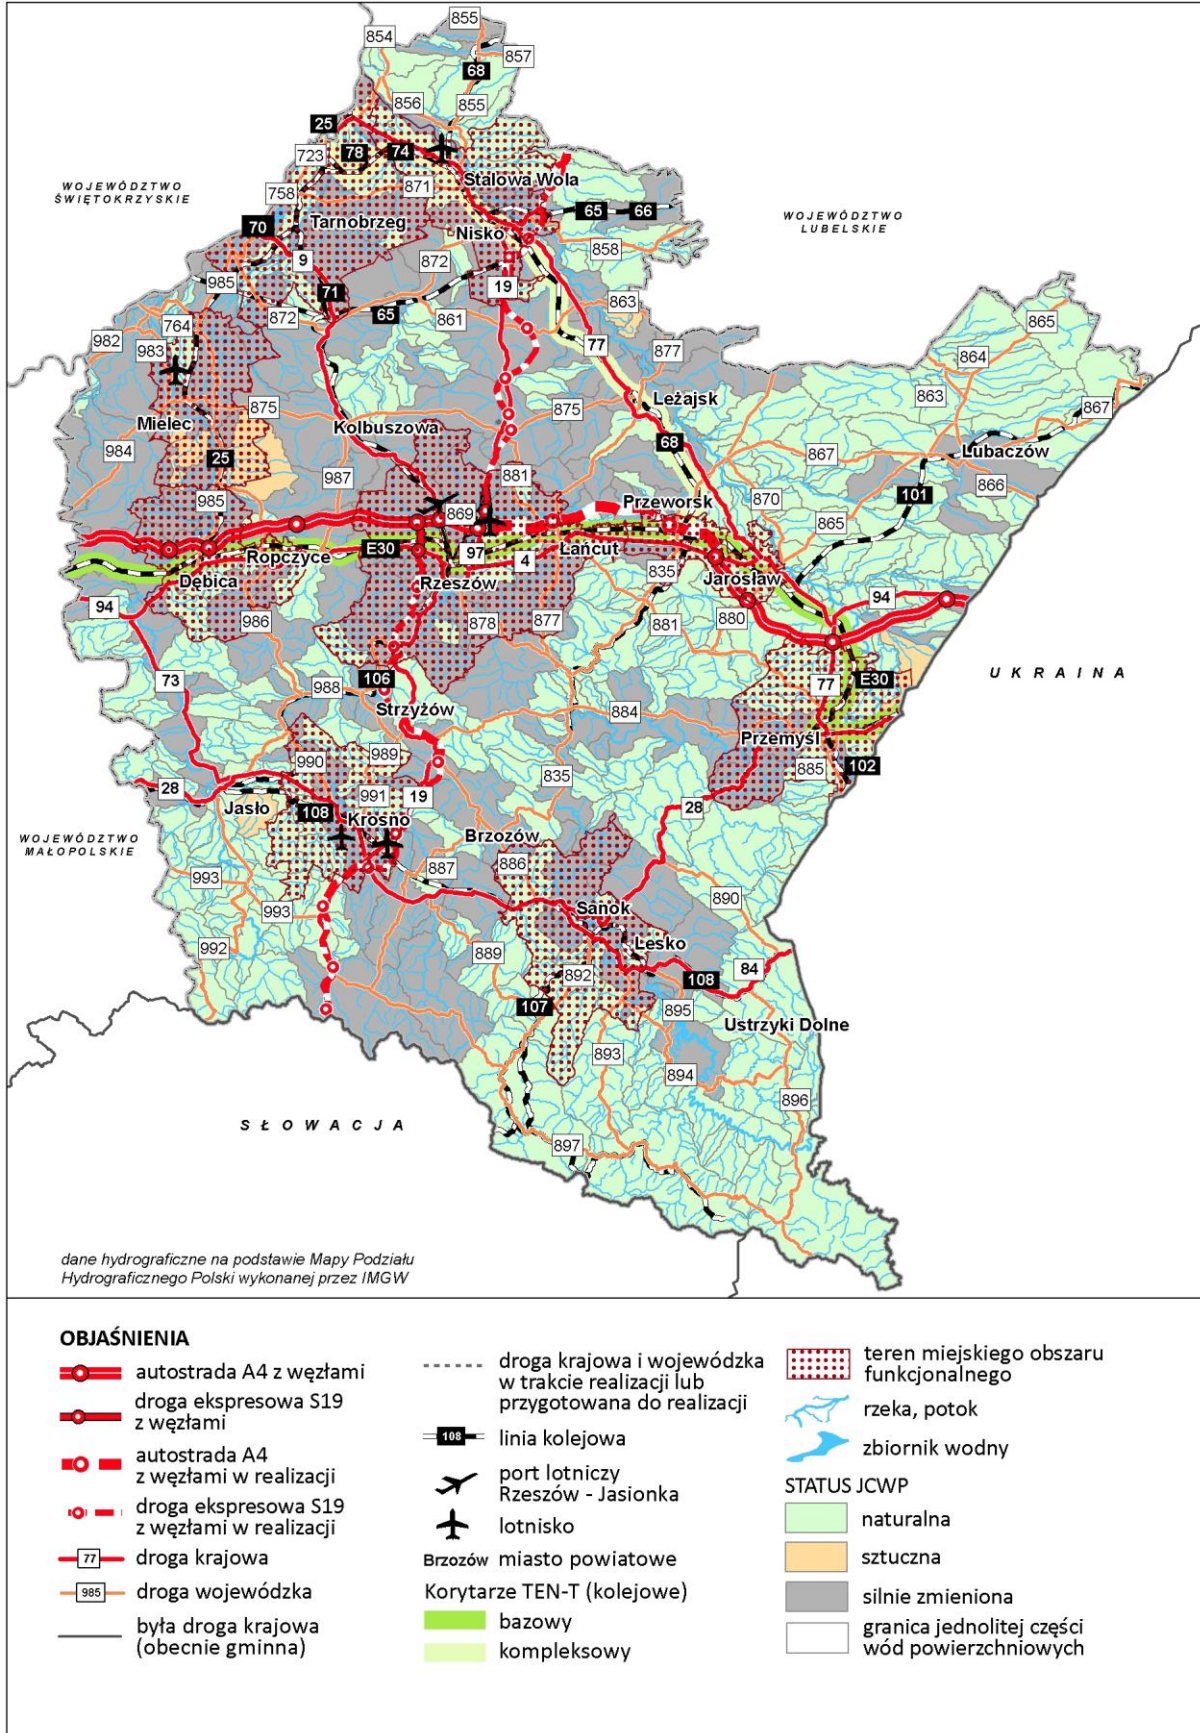 855
854
857
68
856
855
25
723
78
74
Stalowa Wola
WOJEWÓDZTWO
ŚWIĘTOKRZYSKIE
758
871
65
66
WOJEWÓDZTWO
LUBELSKIE
Tarnobrzeg
70
Nisko
858
9
872
985
19
71
863
872
65
861
865
764
982
983
77
877
864
863
Leżajsk
867
875
875
Mielec
Kolbuszowa
984
25
68
Lubaczów
867
987
881
866
985
101
870
Przeworsk
869
865
E30
97
Łańcut
Ropczyce
4
Dębica
Rzeszów
835
Jarosław
94
94
986
878
877
881
880
UKRAINA
73
106
77
E30
988
Strzyżów
884
Przemyśl
989
990
835
885
102
28
991
19
28
Jasło
108
Krosno
WOJEWÓDZTWO
MAŁOPOLSKIE
Brzozów
887
886
993
890
993
Sanok
992
889
Lesko
892
84
108
107
895
Ustrzyki Dolne
893
894
896
SŁOWACJA
897
dane hydrograficzne na podstawie Mapy Podziału
Hydrograficznego Polski wykonanej przez IMGW
OBJAŚNIENIA
autostrada A4 z węzłami
droga ekspresowa S19
z węzłami
autostrada A4
z węzłami w realizacji
droga ekspresowa S19
z węzłami w realizacji
77 droga krajowa
985 droga wojewódzka
była droga krajowa
(obecnie gminna)
droga krajowa i wojewódzka
w trakcie realizacji lub
przygotowana do realizacji
108 linia kolejowa
port lotniczy
Rzeszów - Jasionka
lotnisko
Brzozów miasto powiatowe
Korytarze TEN-T (kolejowe)
bazowy
kompleksowy
teren miejskiego obszaru
funkcjonalnego
rzeka, potok
zbiornik wodny
STATUS JCWP
naturalna
sztuczna
silnie zmieniona
granica jednolitej części
wód powierzchniowych